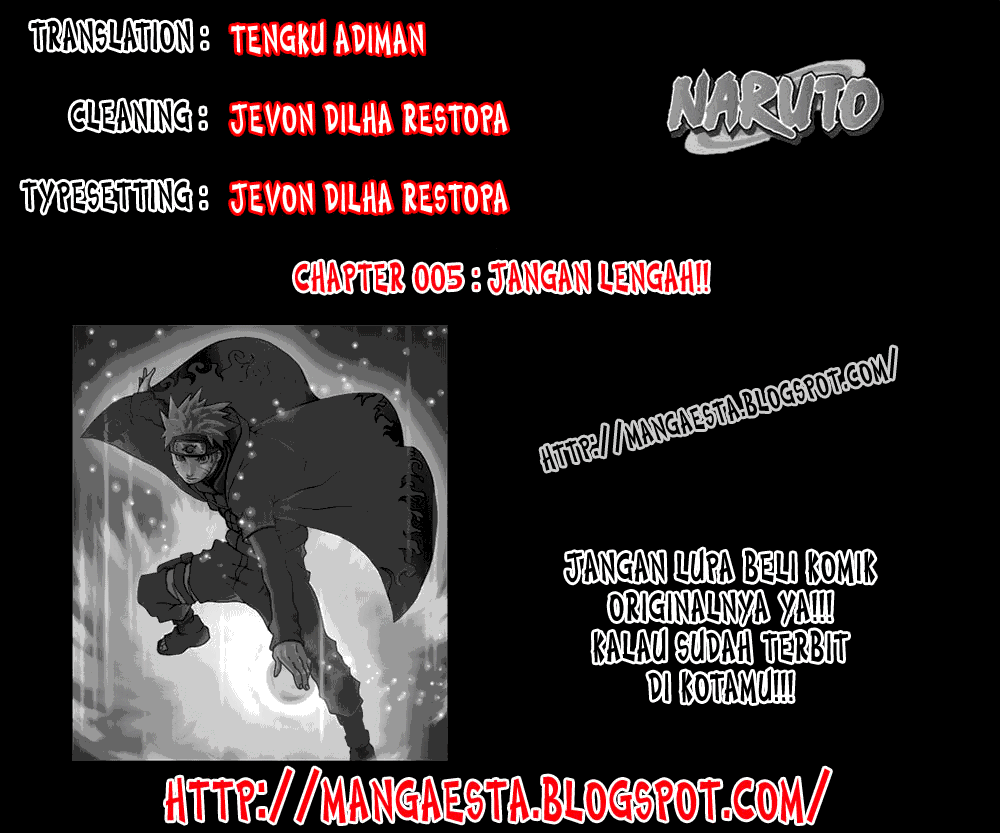 TRANSLATION : TENGKU ADIMAN
NARUTO
CLEANING : JEVON DILHA RESTOPA
TYPESETTING : JEVON DILHA RESTOPA
CHAPTER 005 : JANGAN LENGAH!!
HTTP://MANGAESTA.BLOGSPOT.COM/
JANGAN LUPA BELI KOMIK
ORIGINALNYA YA!!!
KALAU SUDAH TERBIT
DI KOTAMU!!!
HTTP://MANGAESTA.BLOGSPOT.COM/